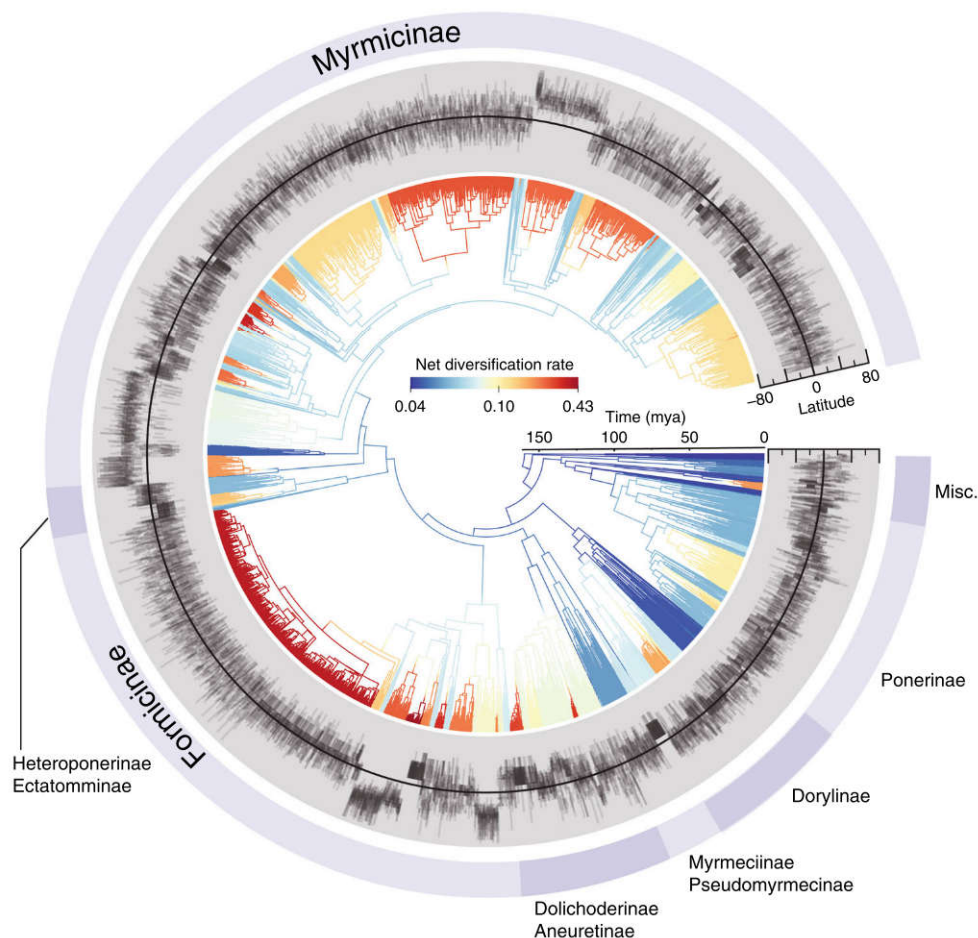 Myrmicinae
Net diversification rate
0.04 0.10 0.43
−80 0 80
Latitude
Time (mya)
150 100 50 0
Misc.
Ponerinae
Dorylinae
Myrmeciinae
Pseudomyrmecinae
Dolichoderinae
Aneuretinae
Formicinae
Heteroponerinae
Ectatomminae